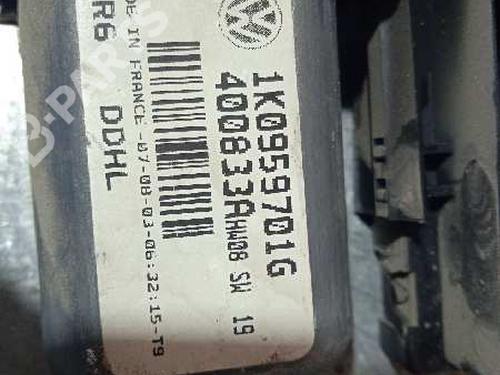 1K0959701G
400833A HW08 SW 19
DE IN FRANCE-07-08-03-06:32:15-T9
R6 DDHL
B-PARTS